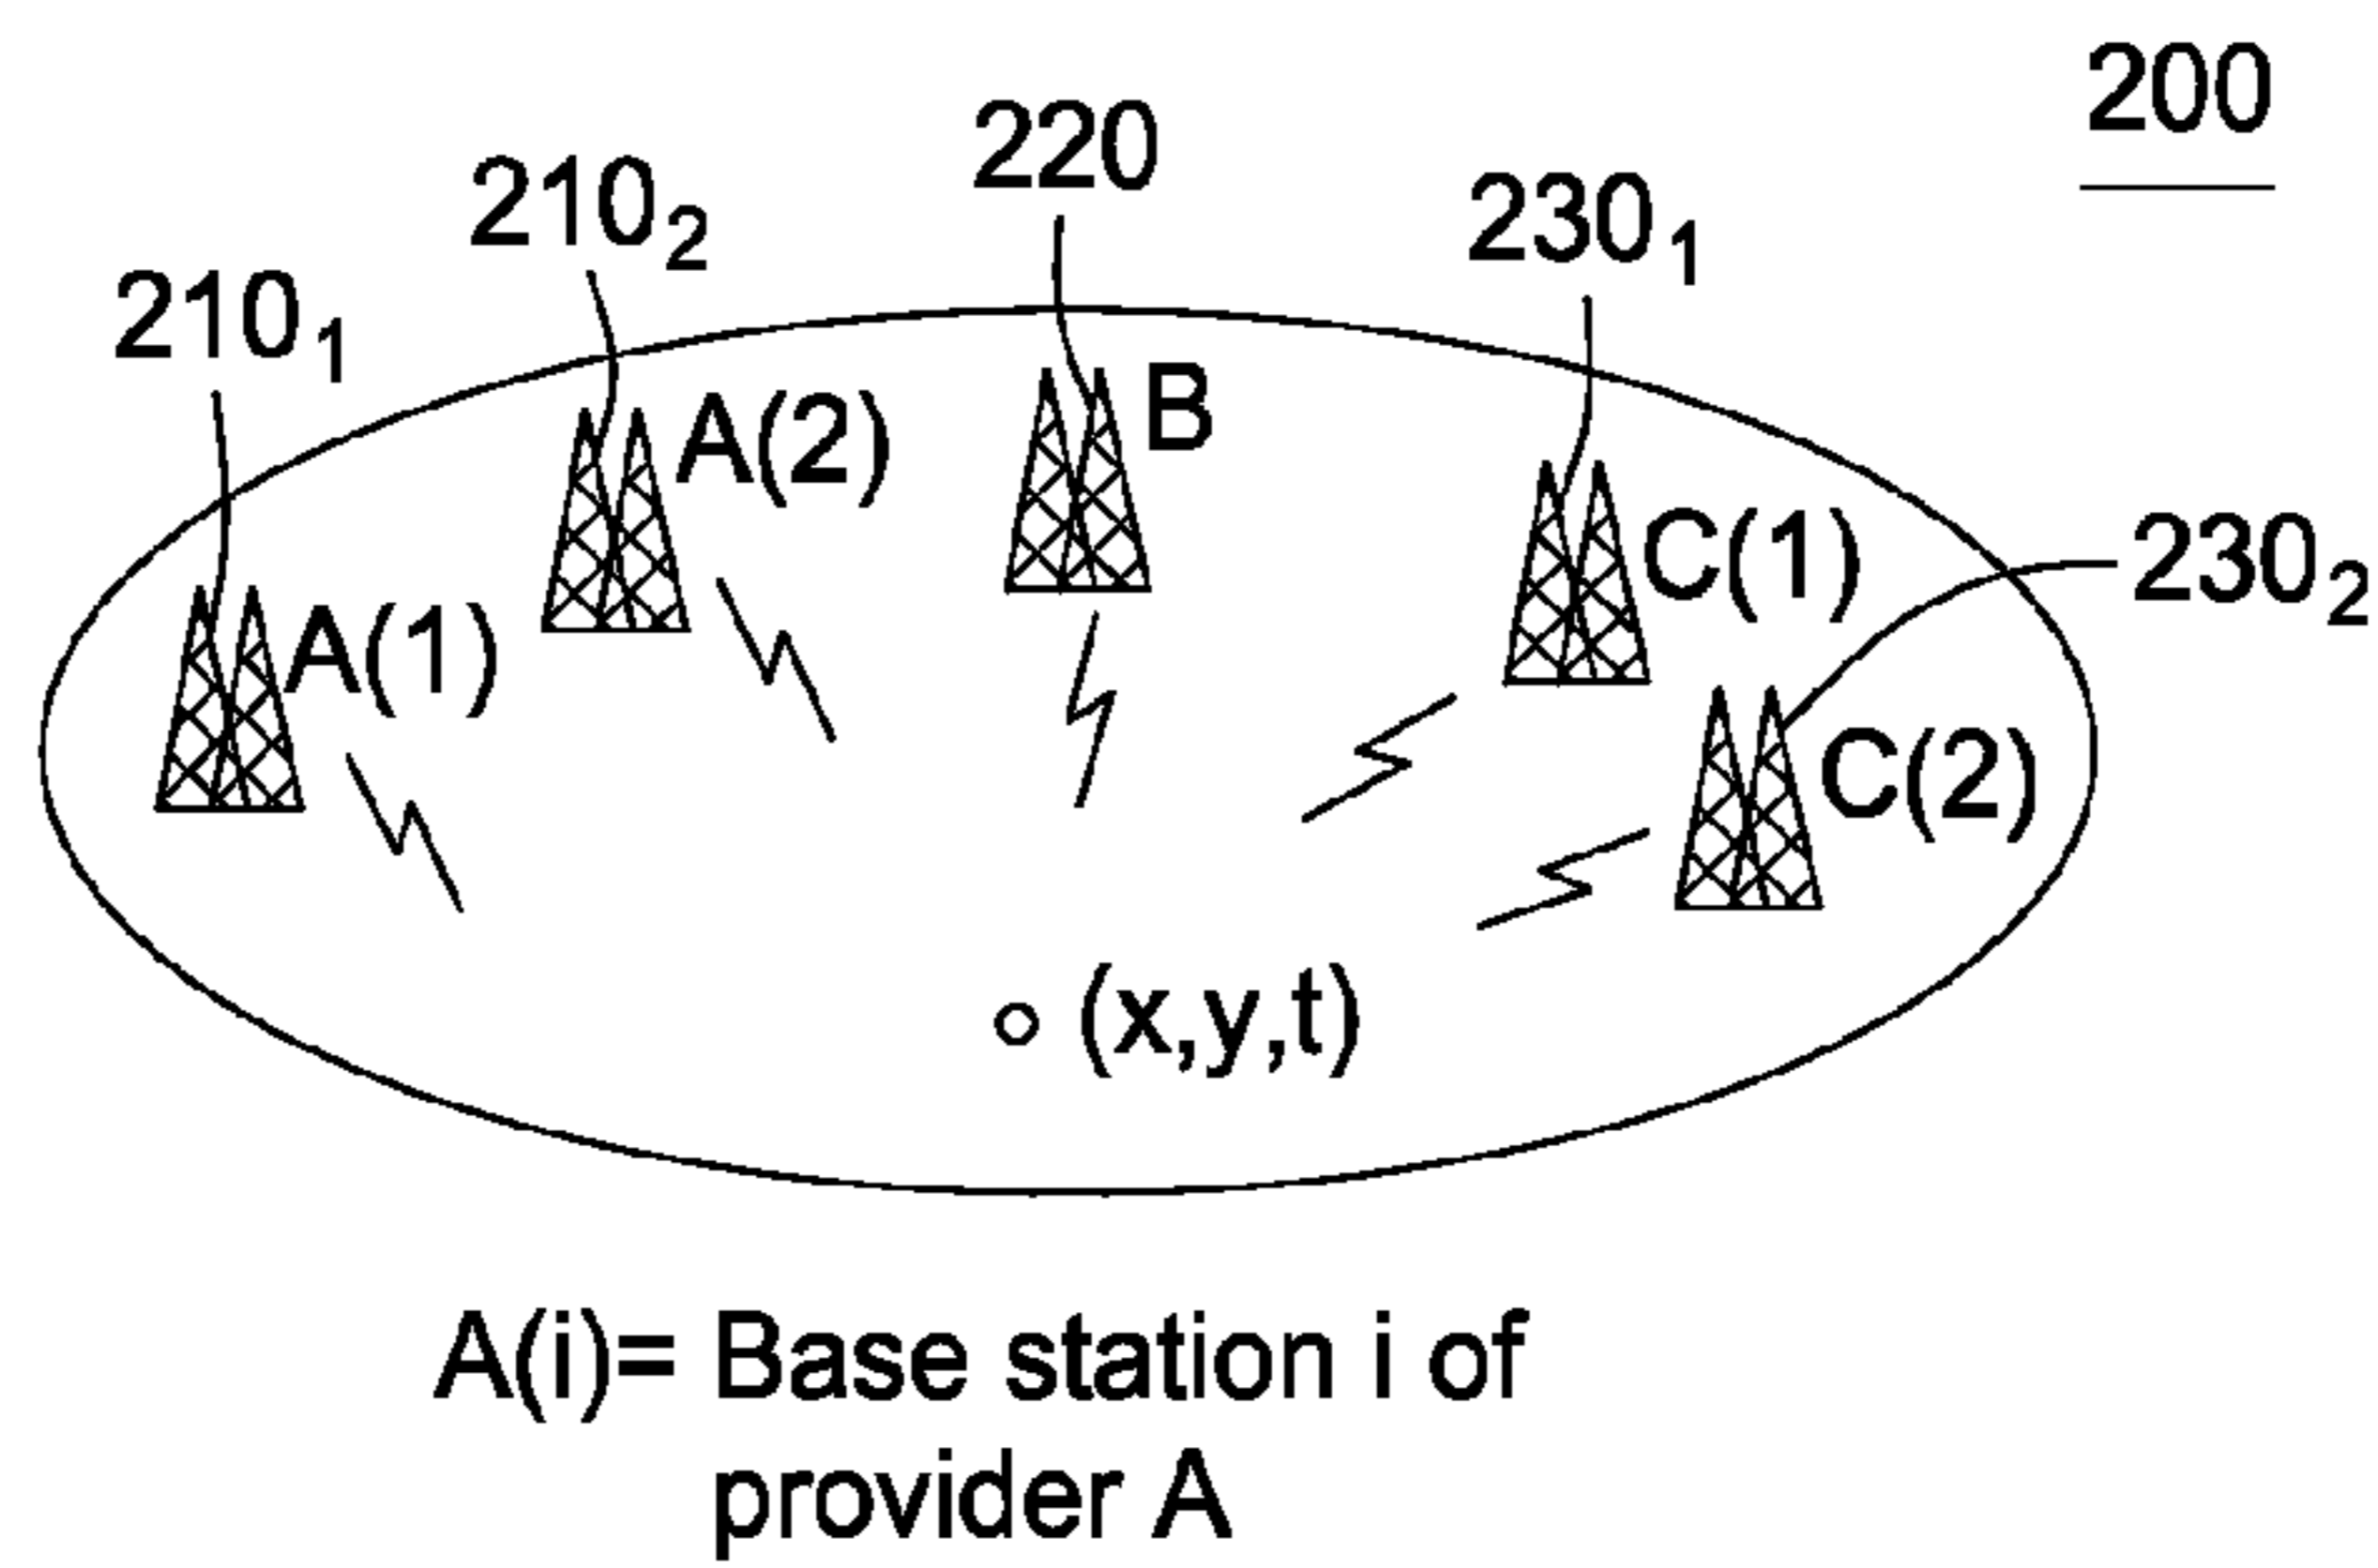 200
220
210₂
230₁
210₁
B
A(2)
C(1)
230₂
A(1)
C(2)
(x,y,t)
A(i)= Base station i of
provider A